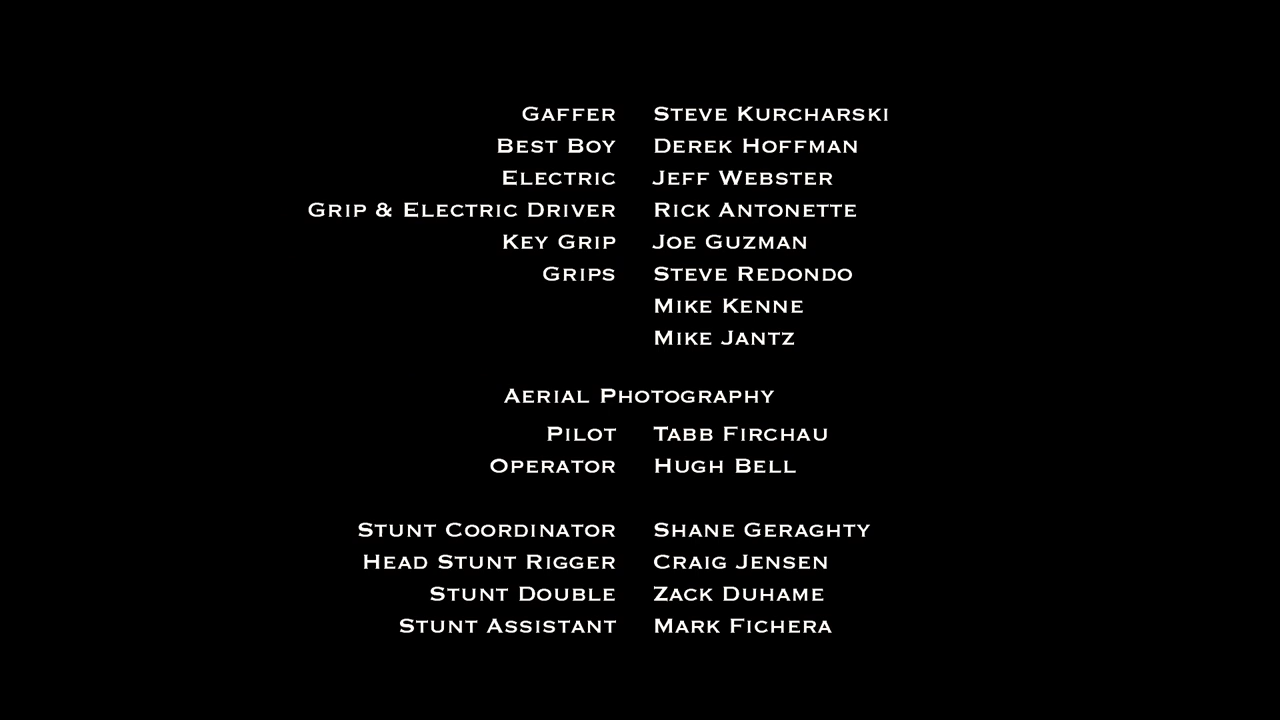 Gaffer Steve Kurcharski
Best Boy Derek Hoffman
Electric Jeff Webster
Grip & Electric Driver Rick Antonette
Key Grip Joe Guzman
Grips Steve Redondo
Mike Kenne
Mike Jantz
Aerial Photography
Pilot Tabb Firchau
Operator Hugh Bell
Stunt Coordinator Shane Geraghty
Head Stunt Rigger Craig Jensen
Stunt Double Zack Duhame
Stunt Assistant Mark Fichera